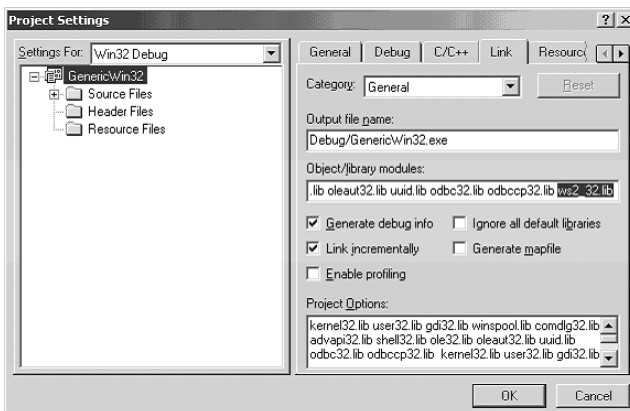 Project Settings
Settings For: Win32 Debug
GenericWin32
Source Files
Header Files
Resource Files
General Debug C/C++ Link Resourc
Category: General Reset
Output file name:
Debug/GenericWin32.exe
Object/library modules:
.lib oleaut32.lib uuid.lib odbc32.lib odbccp32.lib ws2_32.lib
Generate debug info Ignore all default libraries
Link incrementally Generate mapfile
Enable profiling
Project Options:
kernel32.lib user32.lib gdi32.lib winspool.lib comdlg32.lib
advapi32.lib shell32.lib ole32.lib oleaut32.lib uuid.lib
odbc32.lib odbccp32.lib kernel32.lib user32.lib gdi32.lib
OK Cancel